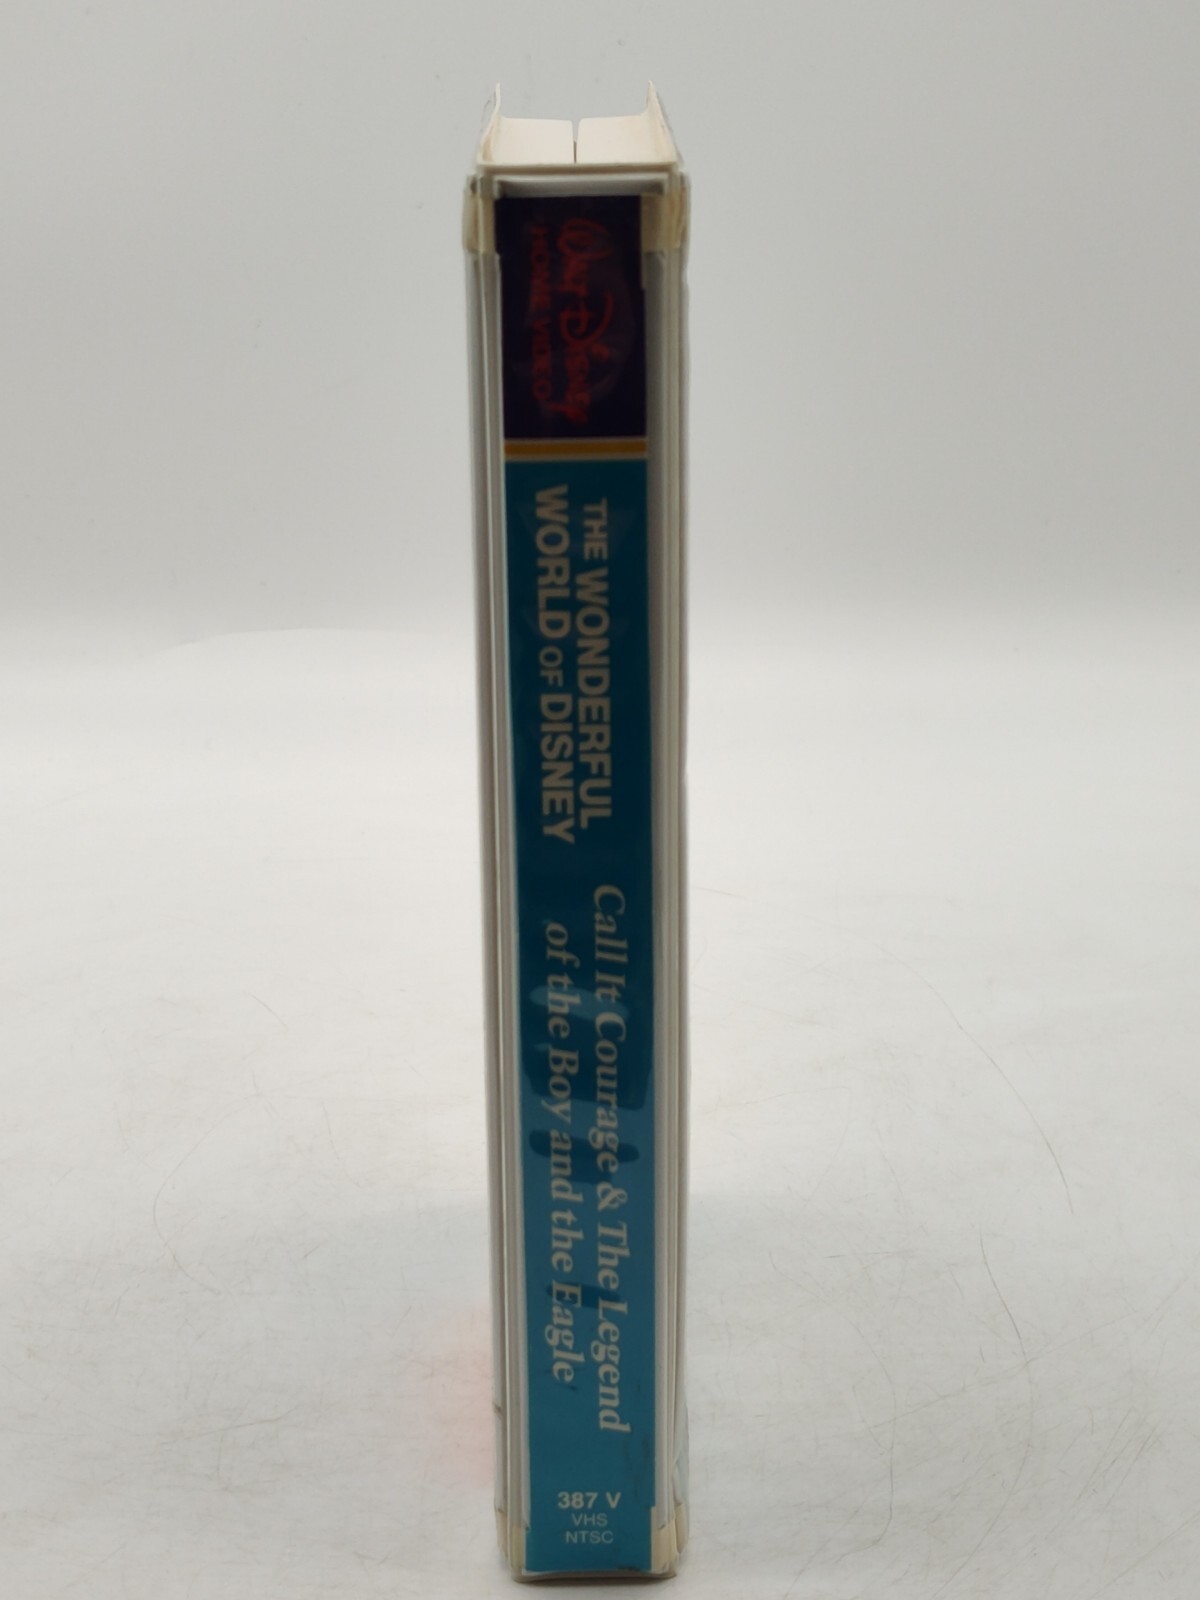 WALT DISNEY
HOME VIDEO
THE WONDERFUL
WORLD OF DISNEY
Call It Courage & The Legend
of the Boy and the Eagle
387 V
VHS
NTSC